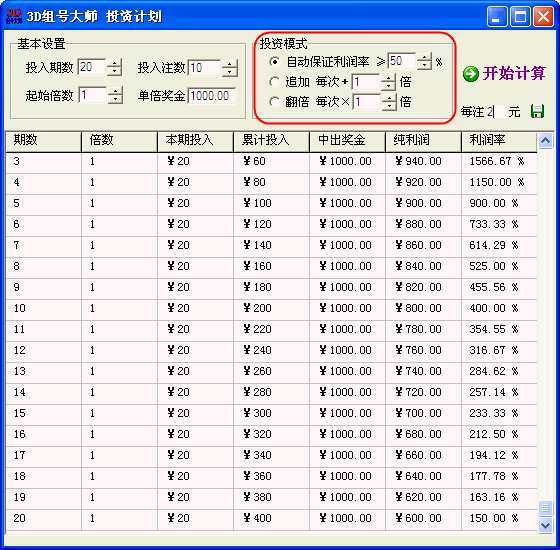 3D组号大师 投资计划
基本设置
投入期数 20 投入注数 10
起始倍数 1 单倍奖金 1000.00
投资模式
自动保证利润率 ≥ 50 %
追加 每次+ 1 倍
翻倍 每次× 1 倍
开始计算
每注 2 元
期数 倍数 本期投入 累计投入 中出奖金 纯利润 利润率
3 1 ¥20 ¥60 ¥1000.00 ¥940.00 1566.67 %
4 1 ¥20 ¥80 ¥1000.00 ¥920.00 1150.00 %
5 1 ¥20 ¥100 ¥1000.00 ¥900.00 900.00 %
6 1 ¥20 ¥120 ¥1000.00 ¥880.00 733.33 %
7 1 ¥20 ¥140 ¥1000.00 ¥860.00 614.29 %
8 1 ¥20 ¥160 ¥1000.00 ¥840.00 525.00 %
9 1 ¥20 ¥180 ¥1000.00 ¥820.00 455.56 %
10 1 ¥20 ¥200 ¥1000.00 ¥800.00 400.00 %
11 1 ¥20 ¥220 ¥1000.00 ¥780.00 354.55 %
12 1 ¥20 ¥240 ¥1000.00 ¥760.00 316.67 %
13 1 ¥20 ¥260 ¥1000.00 ¥740.00 284.62 %
14 1 ¥20 ¥280 ¥1000.00 ¥720.00 257.14 %
15 1 ¥20 ¥300 ¥1000.00 ¥700.00 233.33 %
16 1 ¥20 ¥320 ¥1000.00 ¥680.00 212.50 %
17 1 ¥20 ¥340 ¥1000.00 ¥660.00 194.12 %
18 1 ¥20 ¥360 ¥1000.00 ¥640.00 177.78 %
19 1 ¥20 ¥380 ¥1000.00 ¥620.00 163.16 %
20 1 ¥20 ¥400 ¥1000.00 ¥600.00 150.00 %